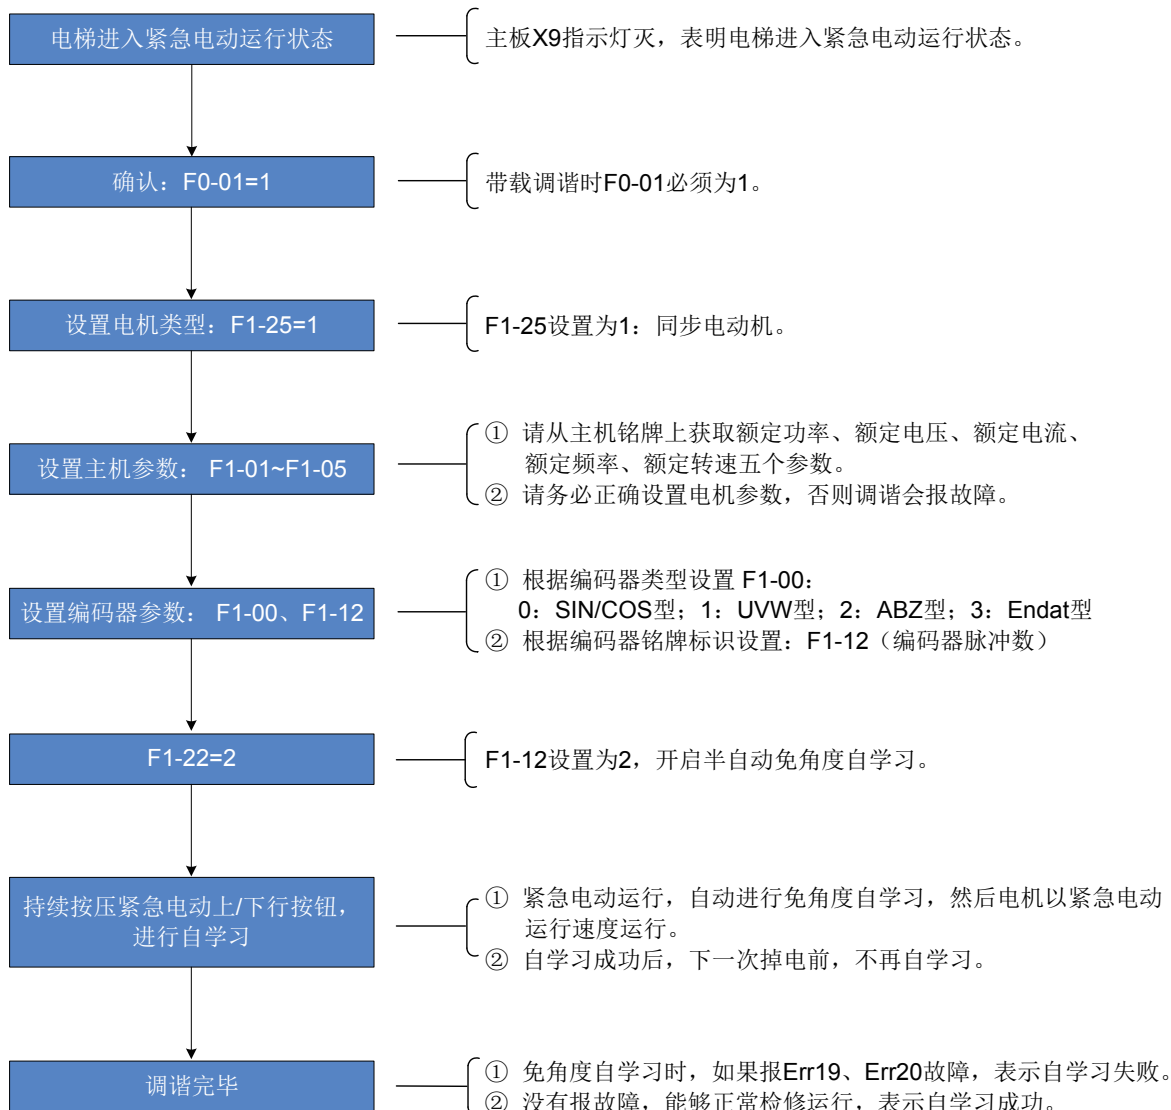 电梯进入紧急电动运行状态
主板X9指示灯灭，表明电梯进入紧急电动运行状态。
确认：F0-01=1
带载调谐时F0-01必须为1。
设置电机类型：F1-25=1
F1-25设置为1：同步电动机。
设置主机参数： F1-01~F1-05
① 请从主机铭牌上获取额定功率、额定电压、额定电流、
额定频率、额定转速五个参数。
② 请务必正确设置电机参数，否则调谐会报故障。
设置编码器参数： F1-00、F1-12
① 根据编码器类型设置 F1-00：
0：SIN/COS型；1：UVW型；2：ABZ型；3：Endat型
② 根据编码器铭牌标识设置：F1-12（编码器脉冲数）
F1-22=2
F1-12设置为2，开启半自动免角度自学习。
持续按压紧急电动上/下行按钮，
进行自学习
① 紧急电动运行，自动进行免角度自学习，然后电机以紧急电动
运行速度运行。
② 自学习成功后，下一次掉电前，不再自学习。
调谐完毕
① 免角度自学习时，如果报Err19、Err20故障，表示自学习失败。
② 没有报故障，能够正常检修运行，表示自学习成功。